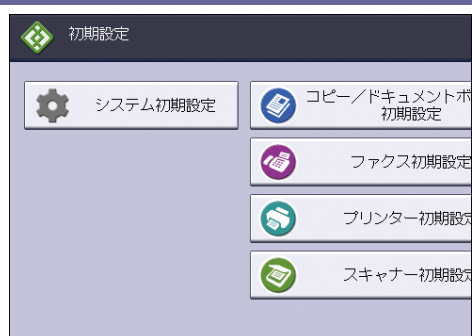 初期設定
システム初期設定
コピー／ドキュメントボ
初期設定
ファクス初期設定
プリンター初期設
スキャナー初期設